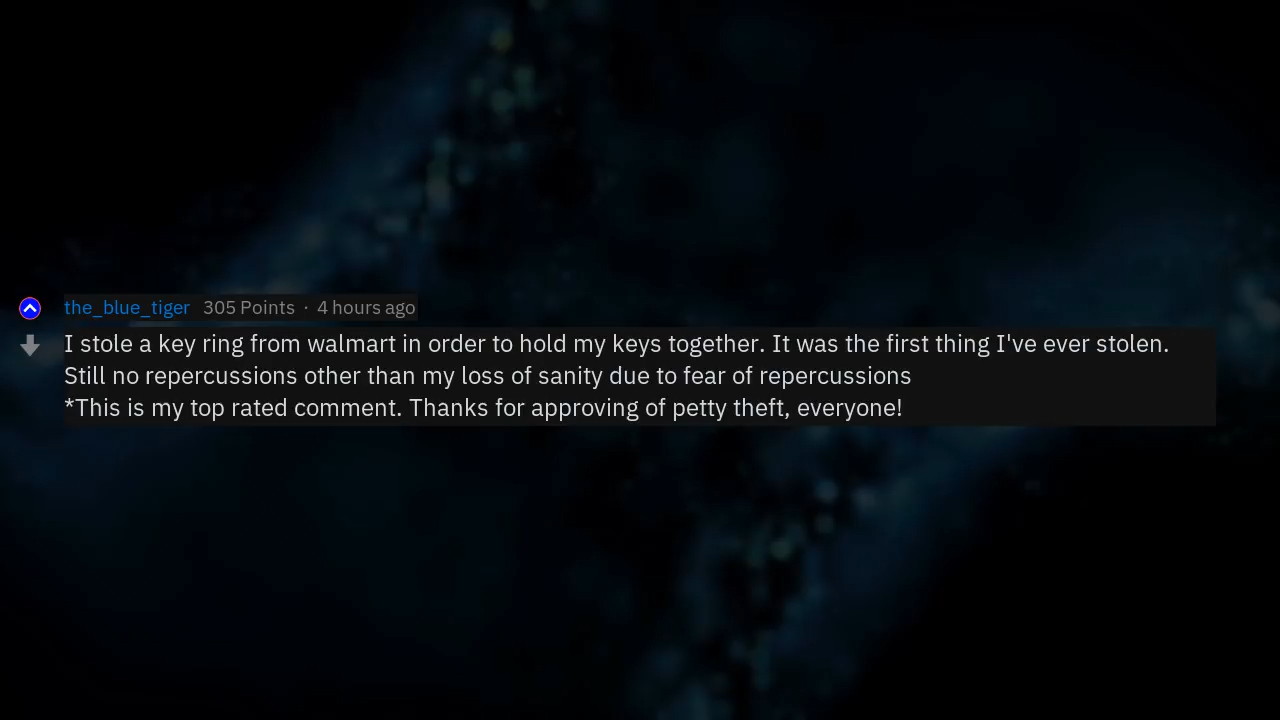 the_blue_tiger 305 Points · 4 hours ago
I stole a key ring from walmart in order to hold my keys together. It was the first thing I've ever stolen.
Still no repercussions other than my loss of sanity due to fear of repercussions
*This is my top rated comment. Thanks for approving of petty theft, everyone!